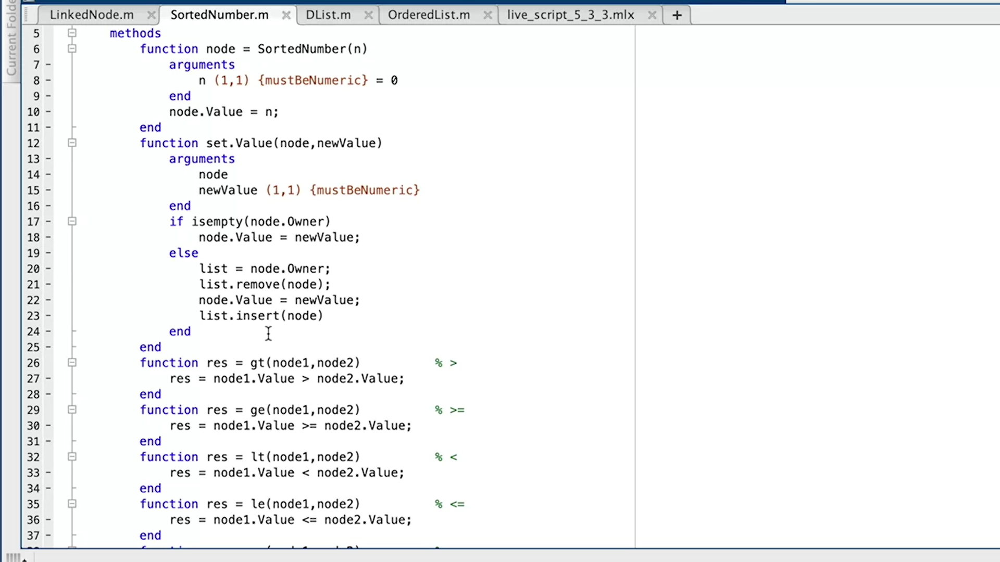 Current Folde
LinkedNode.m SortedNumber.m DList.m OrderedList.m live_script_5_3_3.mlx +
5 methods
6 function node = SortedNumber(n)
7 - arguments
8 - n (1,1) {mustBeNumeric} = 0
9 - end
10 - node.Value = n;
11 - end
12 function set.Value(node,newValue)
13 - arguments
14 - node
15 - newValue (1,1) {mustBeNumeric}
16 - end
17 - if isempty(node.Owner)
18 - node.Value = newValue;
19 - else
20 - list = node.Owner;
21 - list.remove(node);
22 - node.Value = newValue;
23 - list.insert(node)
24 - end
25 - end
26 function res = gt(node1,node2) % >
27 - res = node1.Value > node2.Value;
28 - end
29 function res = ge(node1,node2) % >=
30 - res = node1.Value >= node2.Value;
31 - end
32 function res = lt(node1,node2) % <
33 - res = node1.Value < node2.Value;
34 - end
35 function res = le(node1,node2) % <=
36 - res = node1.Value <= node2.Value;
37 - end